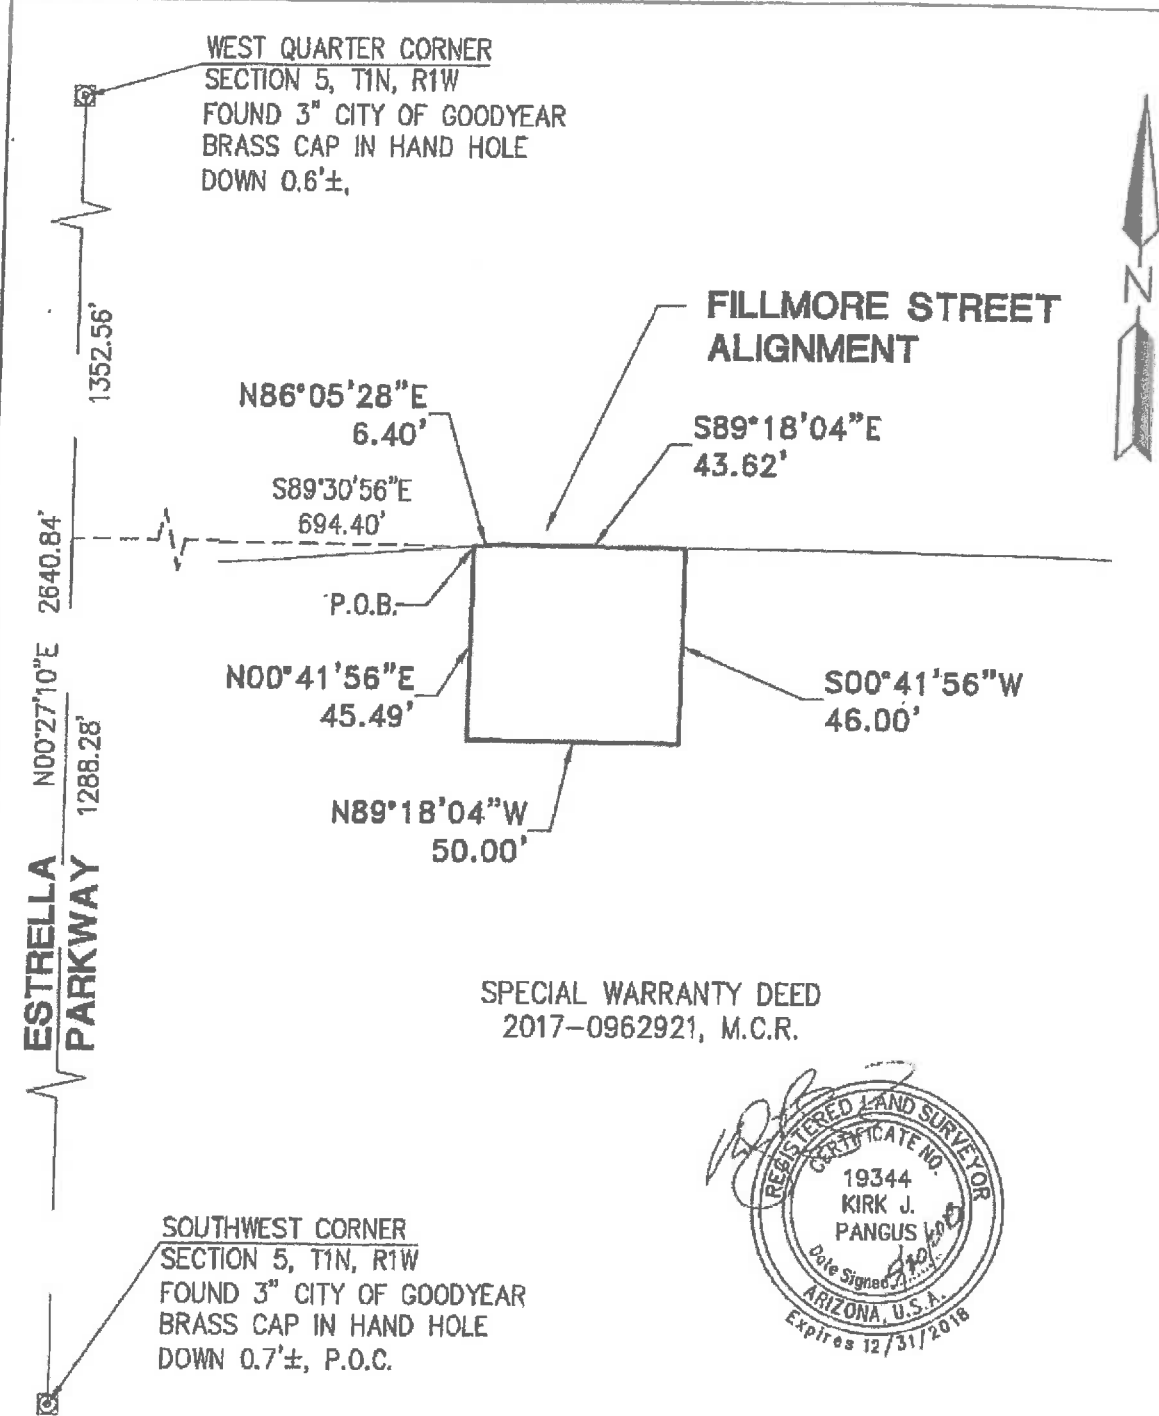 WEST QUARTER CORNER
SECTION 5, T1N, R1W
FOUND 3" CITY OF GOODYEAR
BRASS CAP IN HAND HOLE
DOWN 0.6'±,
N
1352.56'
FILLMORE STREET
ALIGNMENT
N86°05'28"E
6.40'
S89°18'04"E
43.62'
S89°30'56"E
694.40'
P.O.B.
N00°27'10"E 2640.84'
N00°41'56"E
45.49'
S00°41'56"W
46.00'
1288.28'
N89°18'04"W
50.00'
ESTRELLA
PARKWAY
SPECIAL WARRANTY DEED
2017-0962921, M.C.R.
REGISTERED LAND SURVEYOR
CERTIFICATE NO.
19344
KIRK J.
PANGUS
Date Signed
ARIZONA, U.S.A.
Expires 12/31/2018
SOUTHWEST CORNER
SECTION 5, T1N, R1W
FOUND 3" CITY OF GOODYEAR
BRASS CAP IN HAND HOLE
DOWN 0.7'±, P.O.C.